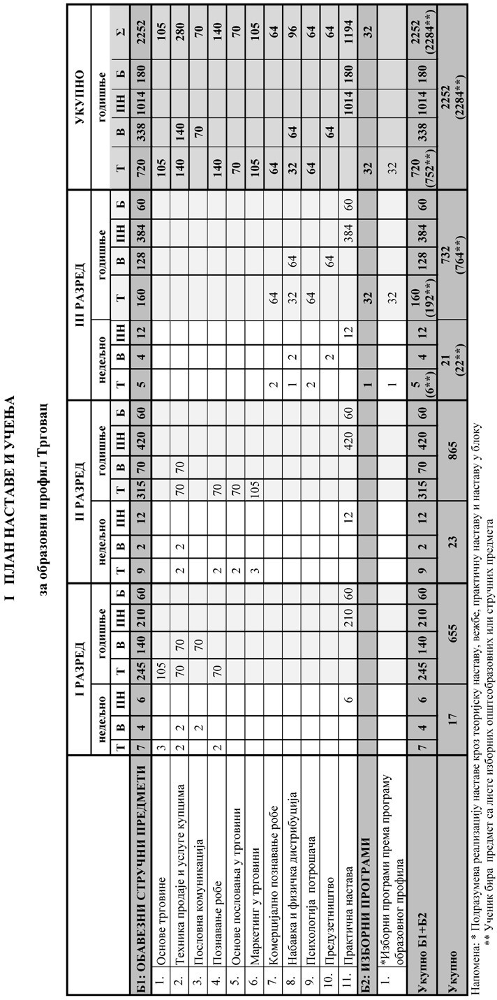 I ПЛАН НАСТАВЕ И УЧЕЊА
за образовни профил Трговац
I РАЗРЕД II РАЗРЕД III РАЗРЕД УКУПНО
недељно годишње недељно годишње недељно годишње годишње
Т В ПН Т В ПН Б Т В ПН Т В ПН Б Т В ПН Т В ПН Б Т В ПН Б Σ
Б1: ОБАВЕЗНИ СТРУЧНИ ПРЕДМЕТИ 7 4 6 245 140 210 60 9 2 12 315 70 420 60 5 4 12 160 128 384 60 720 338 1014 180 2252
1. Основе трговине 3 105 105 105
2. Техника продаје и услуге купцима 2 2 70 70 2 2 70 70 140 140 280
3. Пословна комуникација 2 70 70 70
4. Познавање робе 2 70 2 70 140 140
5. Основе пословања у трговини 2 70 70 70
6. Маркетинг у трговини 3 105 105 105
7. Комерцијално познавање робе 2 64 64 64
8. Набавка и физичка дистрибуција 1 2 32 64 32 64 96
9. Психологија потрошача 2 64 64 64
10. Предузетништво 2 64 64 64
11. Практична настава 6 210 60 12 420 60 12 384 60 1014 180 1194
Б2: ИЗБОРНИ ПРОГРАМИ 1 32 32 32
1. *Изборни програми према програму
образовног профила 1 32 32
Укупно Б1+Б2 7 4 6 245 140 210 60 9 2 12 315 70 420 60 5 4 12 160 128 384 60 720 338 1014 180 2252
(6**) (192**) (752**) (2284**)
Укупно 17 655 23 865 21 732 2252
(22**) (764**) (2284**)
Напомена: * Подразумева реализацију наставе кроз теоријску наставу, вежбе, практичну наставу и наставу у блоку
** Ученик бира предмет са листе изборних општеобразовних или стручних предмета